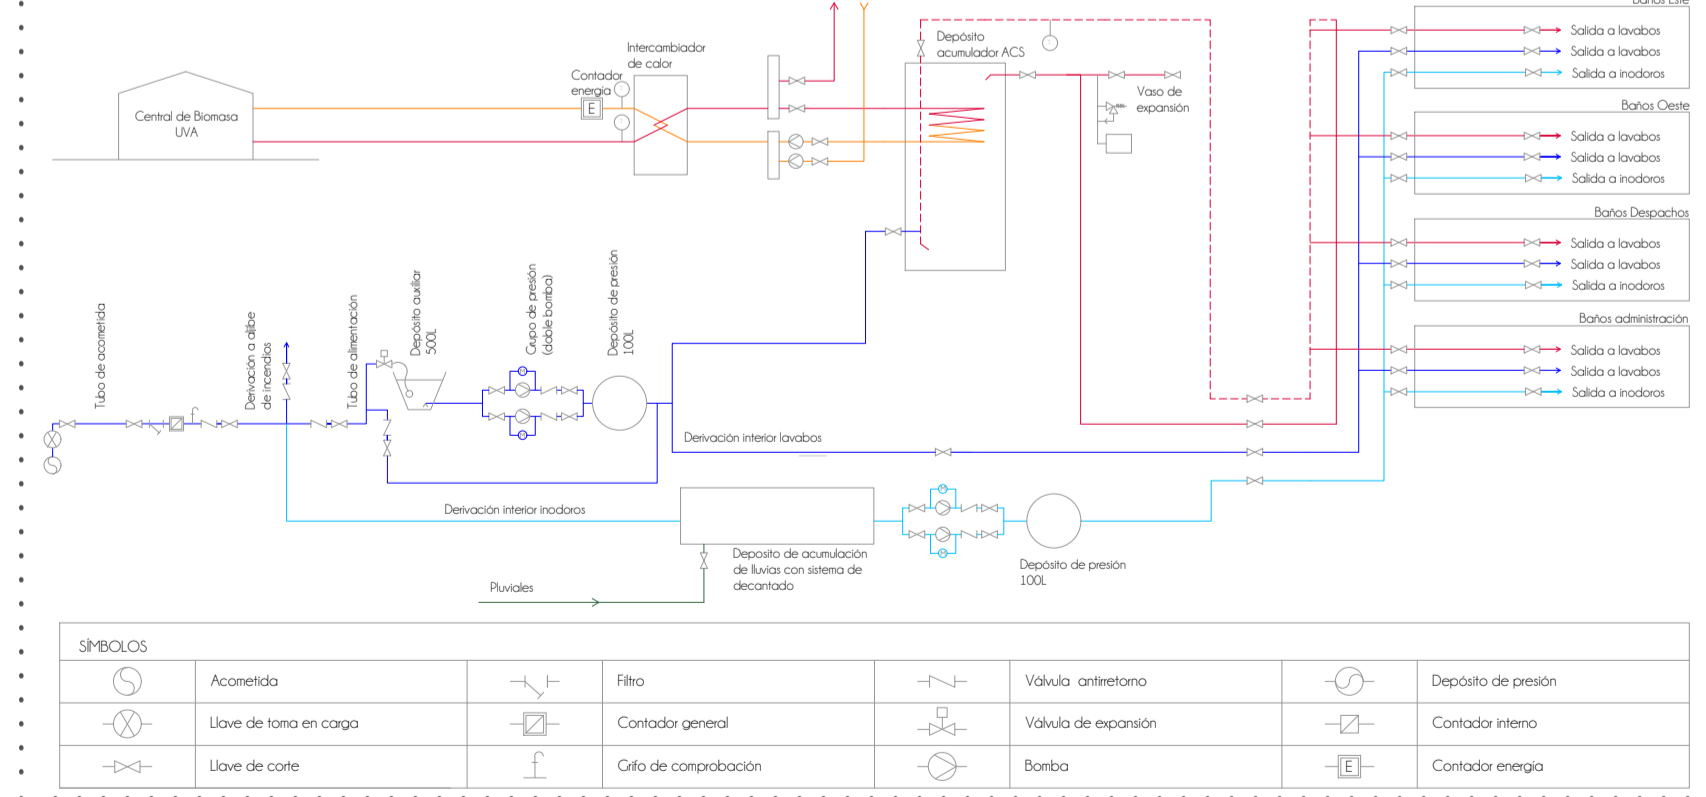 Baños Este
Depósito
acumulador ACS
Salida a lavabos
Salida a lavabos
Salida a inodoros
Intercambiador
de calor
Contador
energía
E
Central de Biomasa
UVA
Vaso de
expansión
Baños Oeste
Salida a lavabos
Salida a lavabos
Salida a inodoros
Baños Despachos
Salida a lavabos
Salida a lavabos
Salida a inodoros
Baños administración
Salida a lavabos
Salida a lavabos
Salida a inodoros
Tubo de acometida
Derivación a aljibe
de incendios
Tubo de alimentación
Depósito auxiliar
500L
Grupo de presión
(doble bomba)
Depósito de presión
100L
M
M
Derivación interior lavabos
Derivación interior inodoros
M
M
Deposito de acumulación
de lluvias con sistema de
decantado
Depósito de presión
100L
Pluviales
SÍMBOLOS
Acometida
Filtro
Válvula antirretorno
Depósito de presión
Llave de toma en carga
Contador general
Válvula de expansión
Contador interno
Llave de corte
Grifo de comprobación
Bomba
E
Contador energía